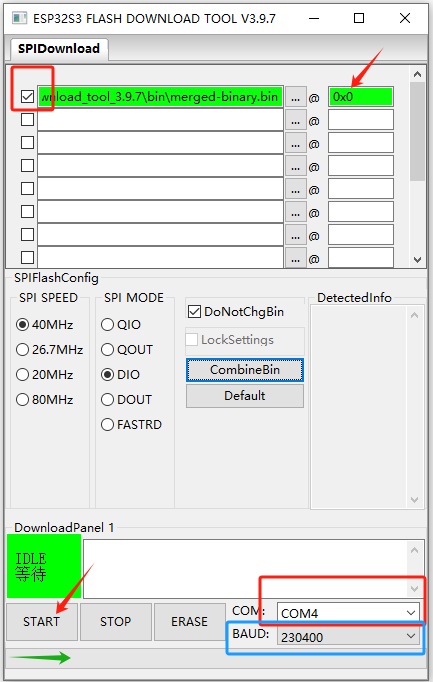 ESP32S3 FLASH DOWNLOAD TOOL V3.9.7
SPIDownload
wnload_tool_3.9.7\bin\merged-binary.bin ... @ 0x0
... @
... @
... @
... @
... @
... @
... @
SPIFlashConfig
SPI SPEED
40MHz
26.7MHz
20MHz
80MHz
SPI MODE
QIO
QOUT
DIO
DOUT
FASTRD
DoNotChgBin
LockSettings
CombineBin
Default
DetectedInfo
DownloadPanel 1
IDLE
等待
START
STOP
ERASE
COM: COM4
BAUD: 230400